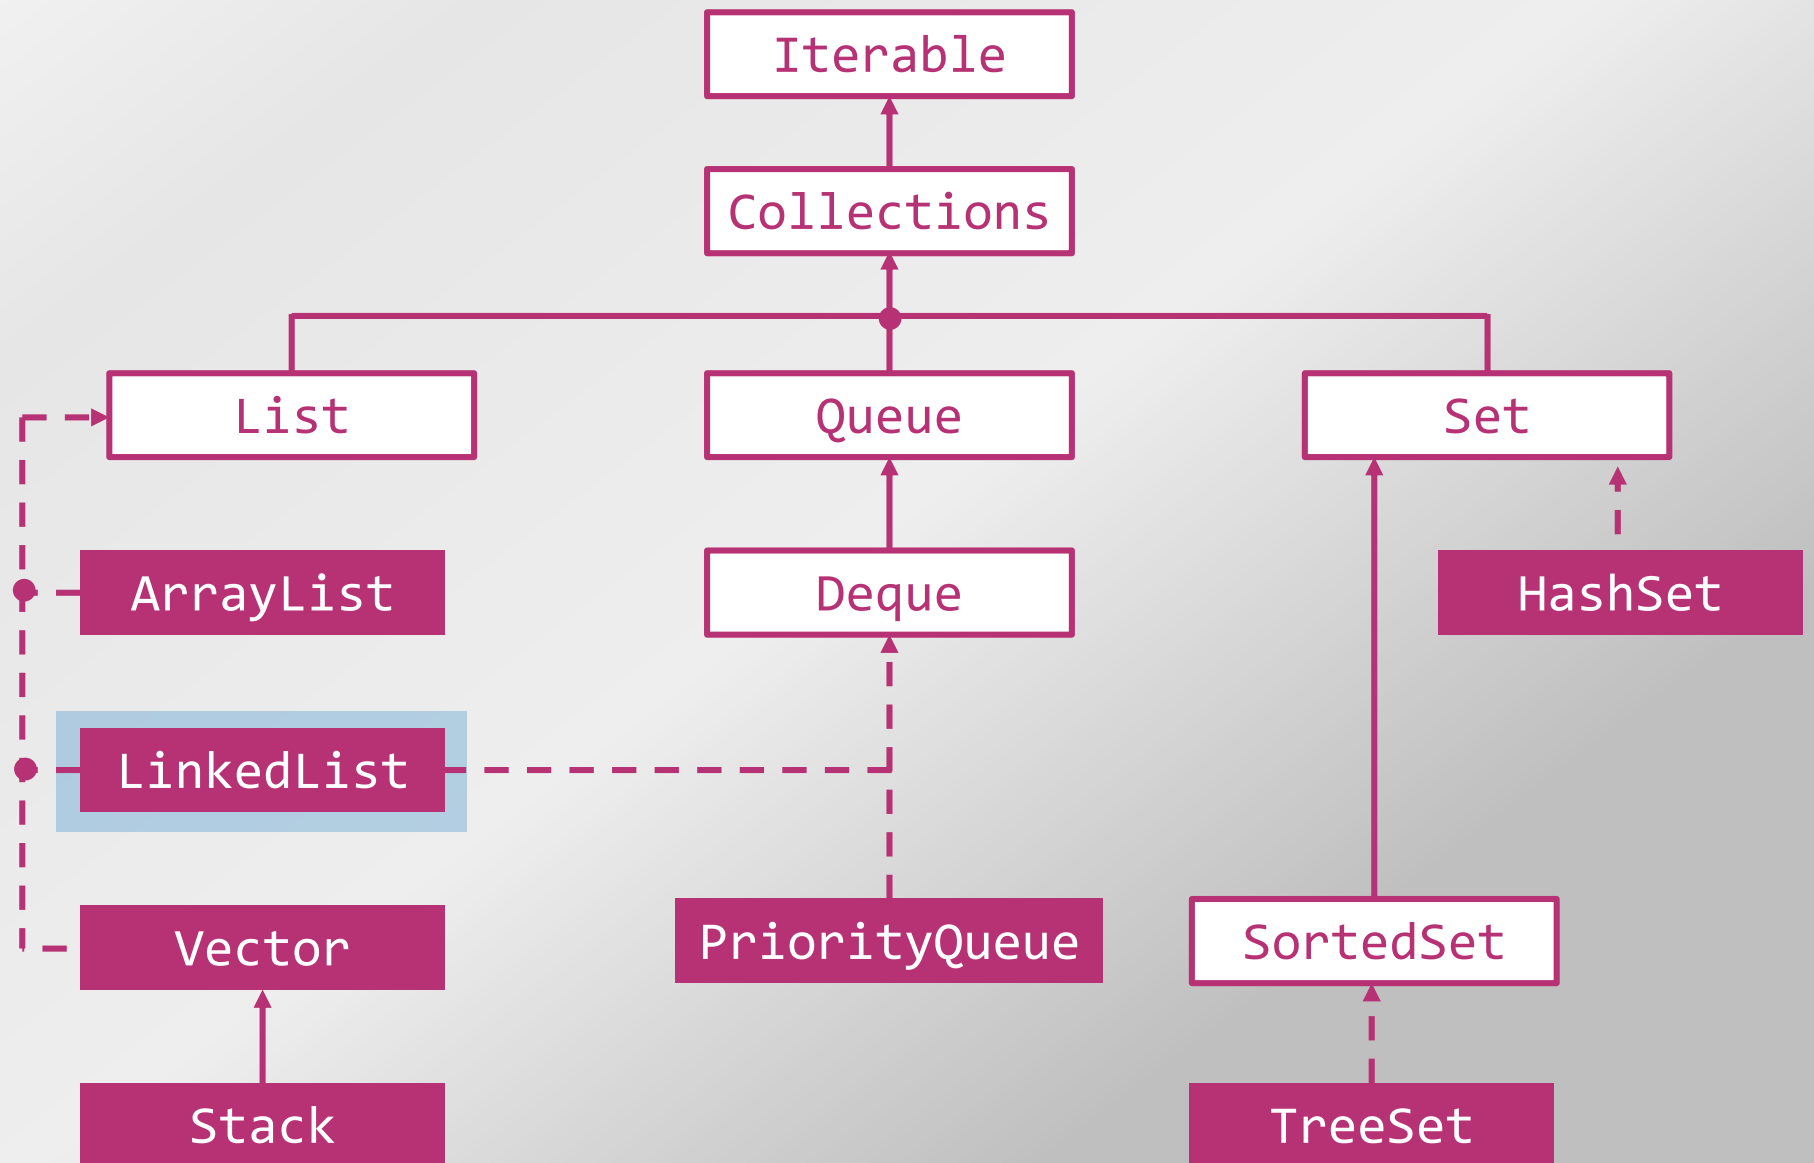 Iterable
Collections
List
Queue
Set
ArrayList
Deque
HashSet
LinkedList
Vector
PriorityQueue
SortedSet
Stack
TreeSet